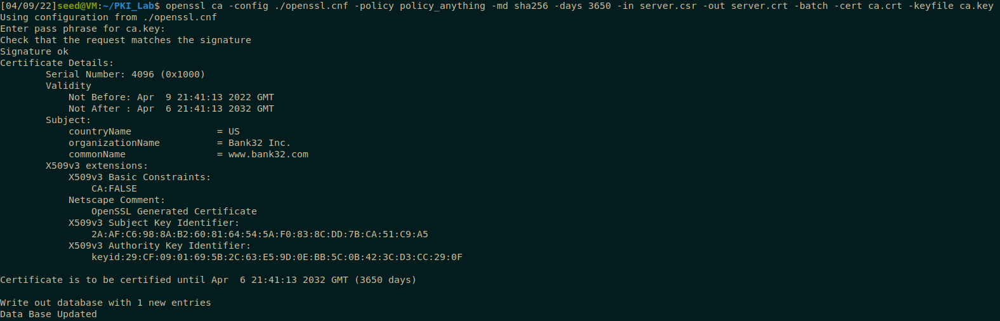 [04/09/22]seed@VM:~/PKI_Lab$ openssl ca -config ./openssl.cnf -policy policy_anything -md sha256 -days 3650 -in server.csr -out server.crt -batch -cert ca.crt -keyfile ca.key
Using configuration from ./openssl.cnf
Enter pass phrase for ca.key:
Check that the request matches the signature
Signature ok
Certificate Details:
        Serial Number: 4096 (0x1000)
        Validity
            Not Before: Apr  9 21:41:13 2022 GMT
            Not After : Apr  6 21:41:13 2032 GMT
        Subject:
            countryName               = US
            organizationName          = Bank32 Inc.
            commonName                = www.bank32.com
        X509v3 extensions:
            X509v3 Basic Constraints:
                CA:FALSE
            Netscape Comment:
                OpenSSL Generated Certificate
            X509v3 Subject Key Identifier:
                2A:AF:C6:98:8A:B2:60:81:64:54:5A:F0:83:8C:DD:7B:CA:51:C9:A5
            X509v3 Authority Key Identifier:
                keyid:29:CF:09:01:69:5B:2C:63:E5:9D:0E:BB:5C:0B:42:3C:D3:CC:29:0F
Certificate is to be certified until Apr  6 21:41:13 2032 GMT (3650 days)
Write out database with 1 new entries
Data Base Updated